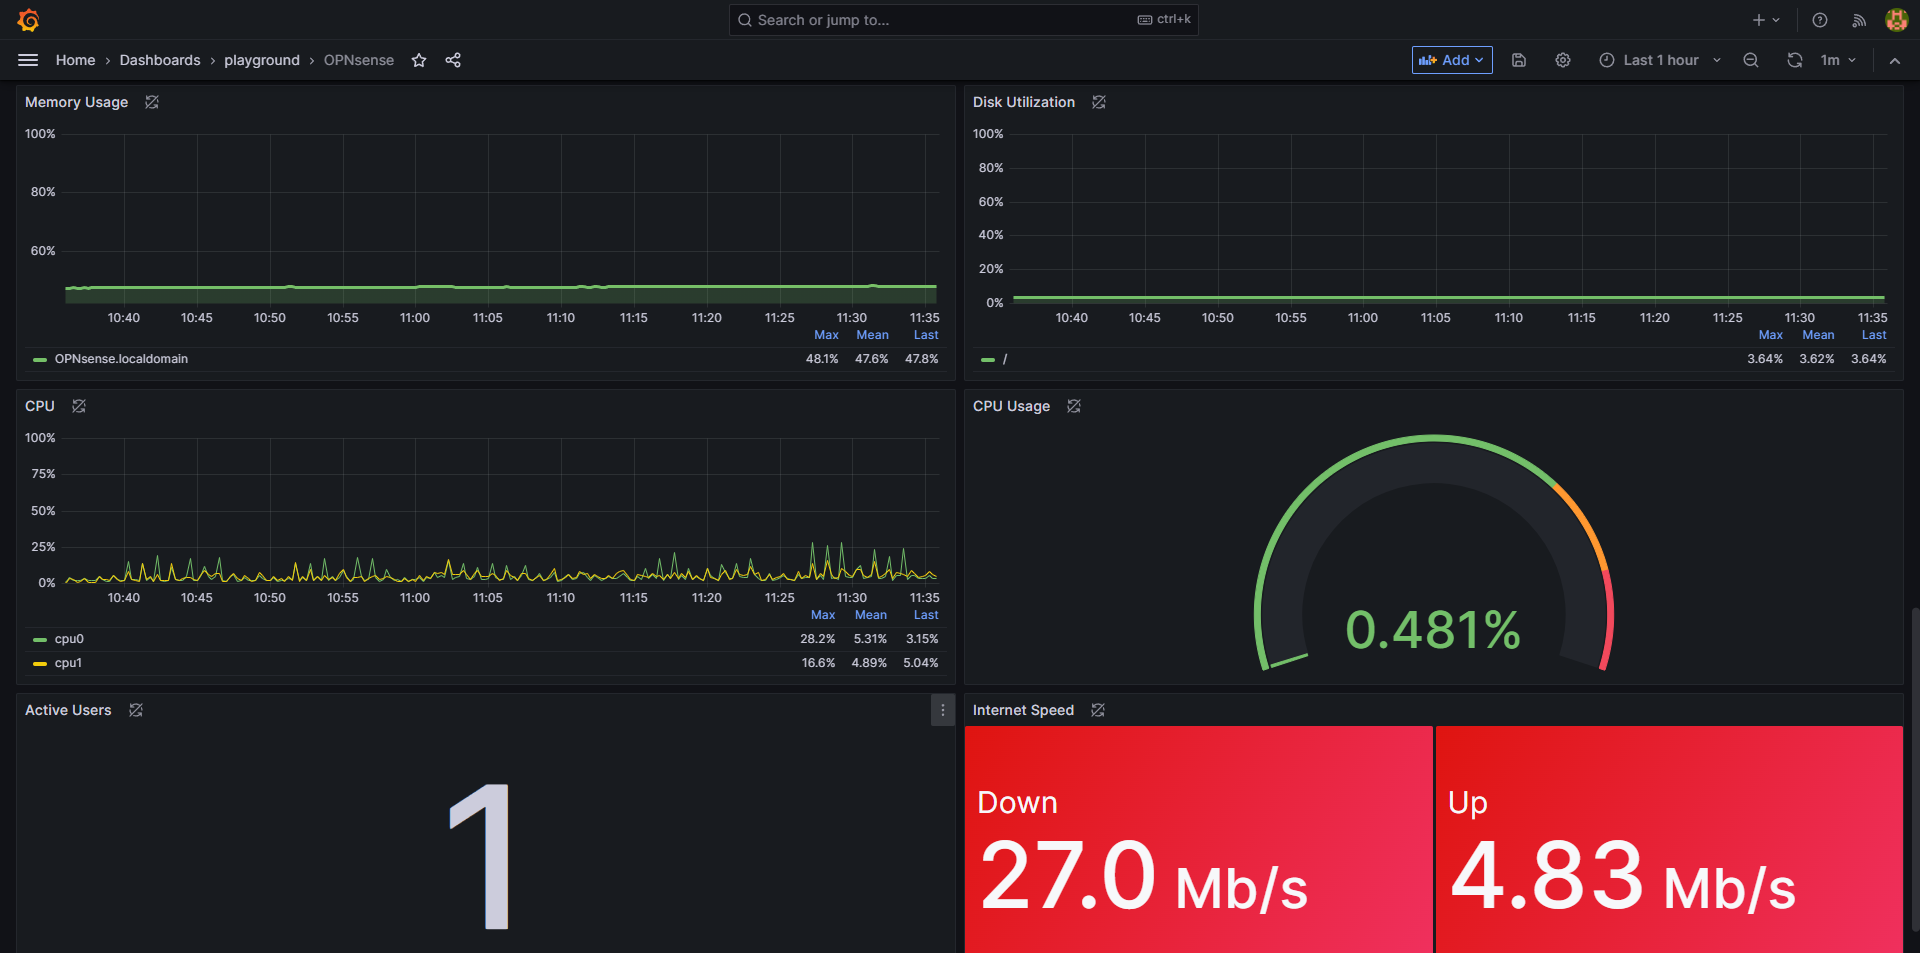 Search or jump to...
ctrl+k
Home › Dashboards › playground › OPNsense
Add
Last 1 hour
1m
Memory Usage
100%
80%
60%
10:40 10:45 10:50 10:55 11:00 11:05 11:10 11:15 11:20 11:25 11:30 11:35
Max Mean Last
OPNsense.localdomain 48.1% 47.6% 47.8%
Disk Utilization
100%
80%
60%
40%
20%
0%
10:40 10:45 10:50 10:55 11:00 11:05 11:10 11:15 11:20 11:25 11:30 11:35
Max Mean Last
/ 3.64% 3.62% 3.64%
CPU
100%
75%
50%
25%
0%
10:40 10:45 10:50 10:55 11:00 11:05 11:10 11:15 11:20 11:25 11:30 11:35
Max Mean Last
cpu0 28.2% 5.31% 3.15%
cpu1 16.6% 4.89% 5.04%
CPU Usage
0.481%
Active Users
1
Internet Speed
Down
27.0 Mb/s
Up
4.83 Mb/s